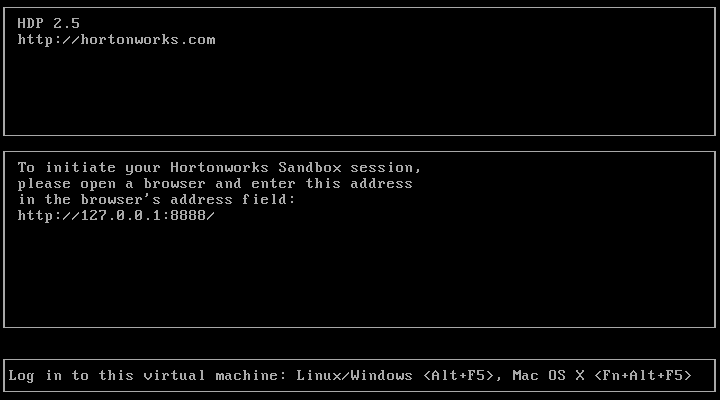 HDP 2.5
http://hortonworks.com
To initiate your Hortonworks Sandbox session,
please open a browser and enter this address
in the browser's address field:
http://127.0.0.1:8888/
Log in to this virtual machine: Linux/Windows <Alt+F5>, Mac OS X <Fn+Alt+F5>